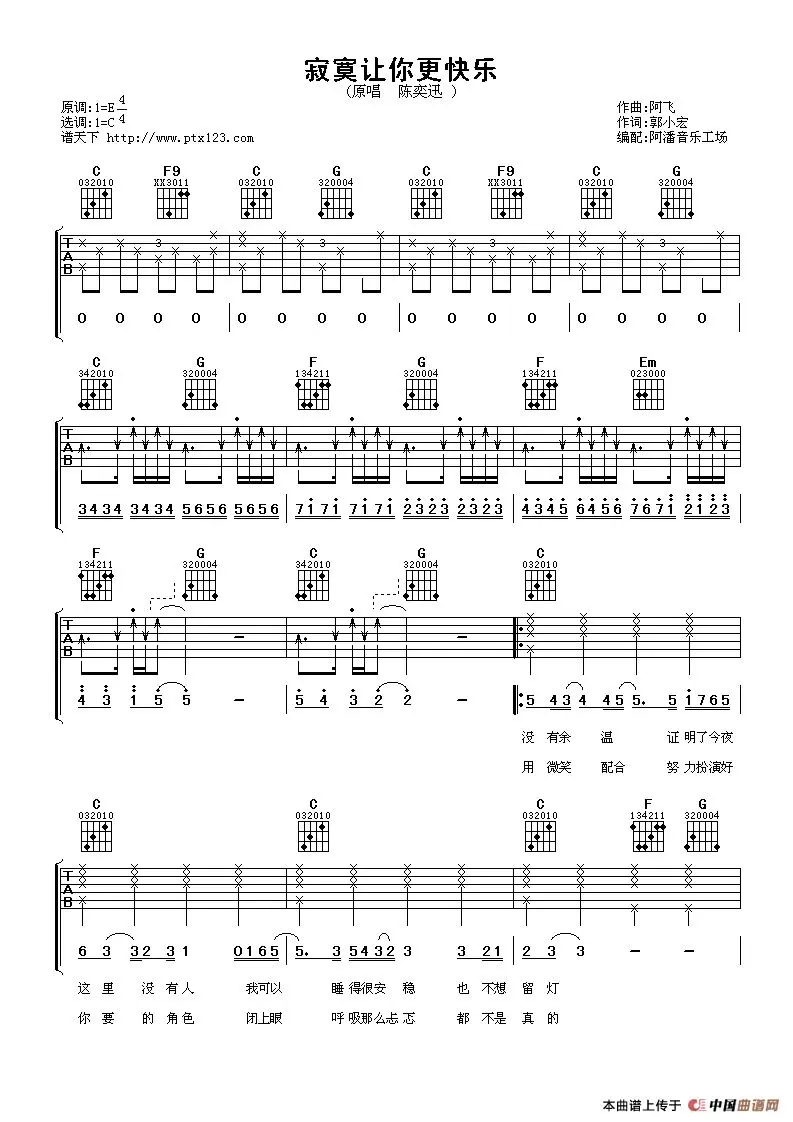 寂寞让你更快乐
(原唱 陈奕迅 )
原调:1=E 4/4
选调:1=C
谱天下 http://www.ptx123.com
作曲:阿飞
作词:郭小宏
编配:阿潘音乐工场
C F9 C G C F9 C G
032010 XX3011 032010 320004 032010 XX3011 032010 320004
T A B 3 3 3 3
0 0 0 0 0 0 0 0 0 0 0 0 0 0 0 0
C G F G F Em
342010 320004 134211 320004 134211 023000
T A B
3434 3434 5656 5656 7171 7171 2323 2323 4345 6456 7671 2123
F G C G C
134211 320004 342010 320004 032010
T A B - -
4 3 1 5 5 - 5 4 3 2 2 - 5 43 4 45 5. 5 1765
没 有余 温 证 明了今夜
用 微笑 配合 努 力扮演好
C C C F G
032010 032010 032010 134211 320004
T A B
6 3 32 31 0165 5. 3 5432 3 3 21 2 3 3 - -
这 里 没 有人 我可以 睡 得很安 稳 也 不想 留 灯
你 要 的 角色 闭上眼 呼 吸那么忐 忑 都 不是 真 的
本曲谱上传于 中国曲谱网